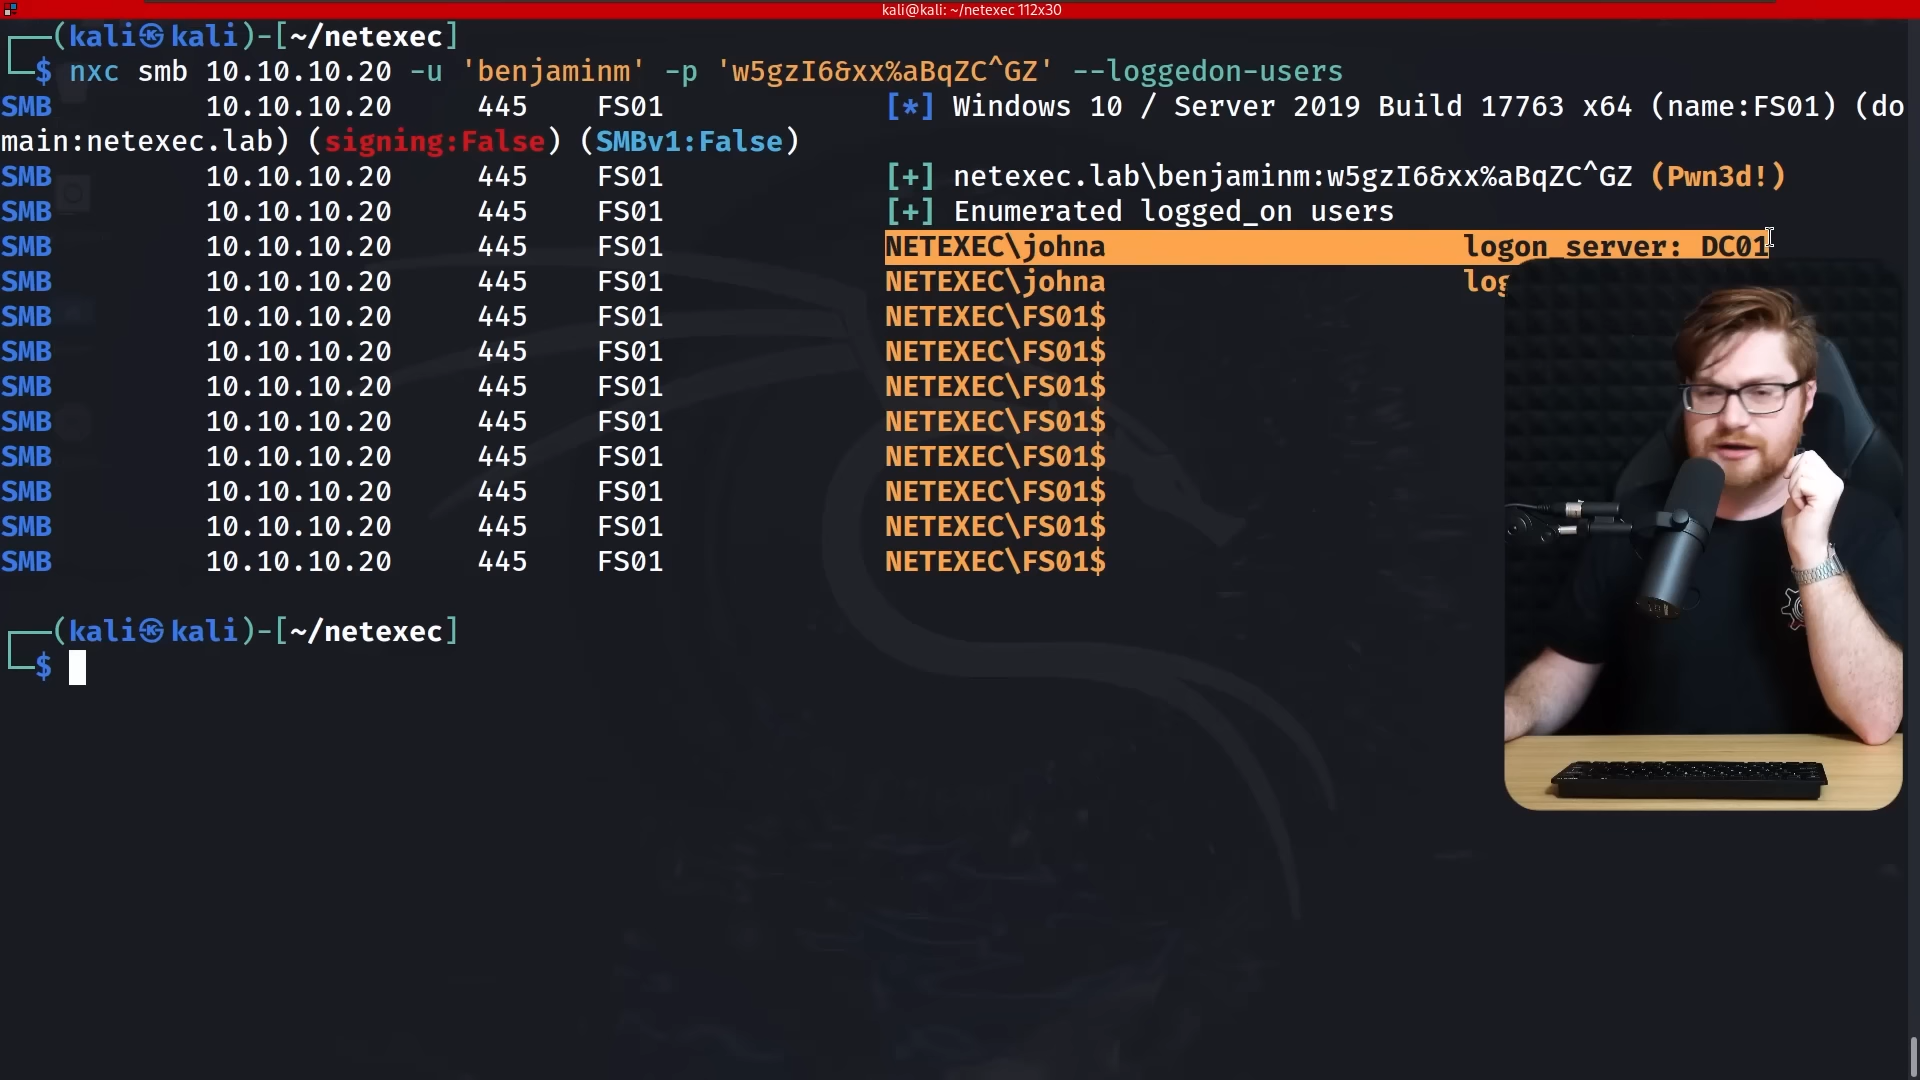 kali@kali: ~/netexec 112x30
(kali㉿kali)-[~/netexec]
$ nxc smb 10.10.10.20 -u 'benjaminm' -p 'w5gzI6&xx%aBqZC^GZ' --loggedon-users
SMB 10.10.10.20 445 FS01 [*] Windows 10 / Server 2019 Build 17763 x64 (name:FS01) (do
main:netexec.lab) (signing:False) (SMBv1:False)
SMB 10.10.10.20 445 FS01 [+] netexec.lab\benjaminm:w5gzI6&xx%aBqZC^GZ (Pwn3d!)
SMB 10.10.10.20 445 FS01 [+] Enumerated logged_on users
SMB 10.10.10.20 445 FS01 NETEXEC\johna logon_server: DC01
SMB 10.10.10.20 445 FS01 NETEXEC\johna log
SMB 10.10.10.20 445 FS01 NETEXEC\FS01$
SMB 10.10.10.20 445 FS01 NETEXEC\FS01$
SMB 10.10.10.20 445 FS01 NETEXEC\FS01$
SMB 10.10.10.20 445 FS01 NETEXEC\FS01$
SMB 10.10.10.20 445 FS01 NETEXEC\FS01$
SMB 10.10.10.20 445 FS01 NETEXEC\FS01$
SMB 10.10.10.20 445 FS01 NETEXEC\FS01$
SMB 10.10.10.20 445 FS01 NETEXEC\FS01$
(kali㉿kali)-[~/netexec]
$